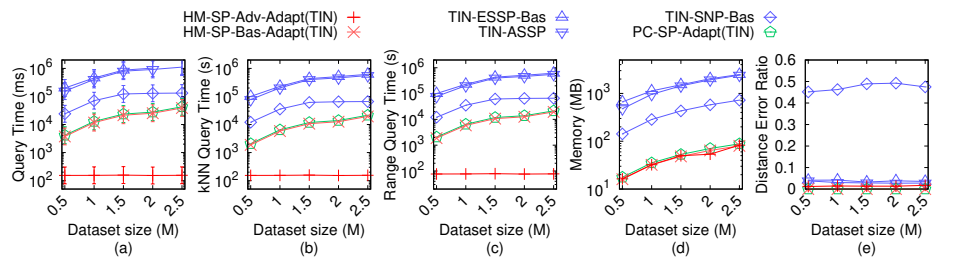 HM-SP-Adv-Adapt(TIN) TIN-ESSP-Bas TIN-SNP-Bas
HM-SP-Bas-Adapt(TIN) TIN-ASSP PC-SP-Adapt(TIN)
Query Time (ms)
10^6
10^5
10^4
10^3
10^2
0.5 1 1.5 2 2.5
Dataset size (M)
(a)
kNN Query Time (s)
10^6
10^5
10^4
10^3
10^2
0.5 1 1.5 2 2.5
Dataset size (M)
(b)
Range Query Time (s)
10^6
10^5
10^4
10^3
10^2
0.5 1 1.5 2 2.5
Dataset size (M)
(c)
Memory (MB)
10^3
10^2
10^1
0.5 1 1.5 2 2.5
Dataset size (M)
(d)
Distance Error Ratio
0.6
0.5
0.4
0.3
0.2
0.1
0
0.5 1 1.5 2 2.5
Dataset size (M)
(e)